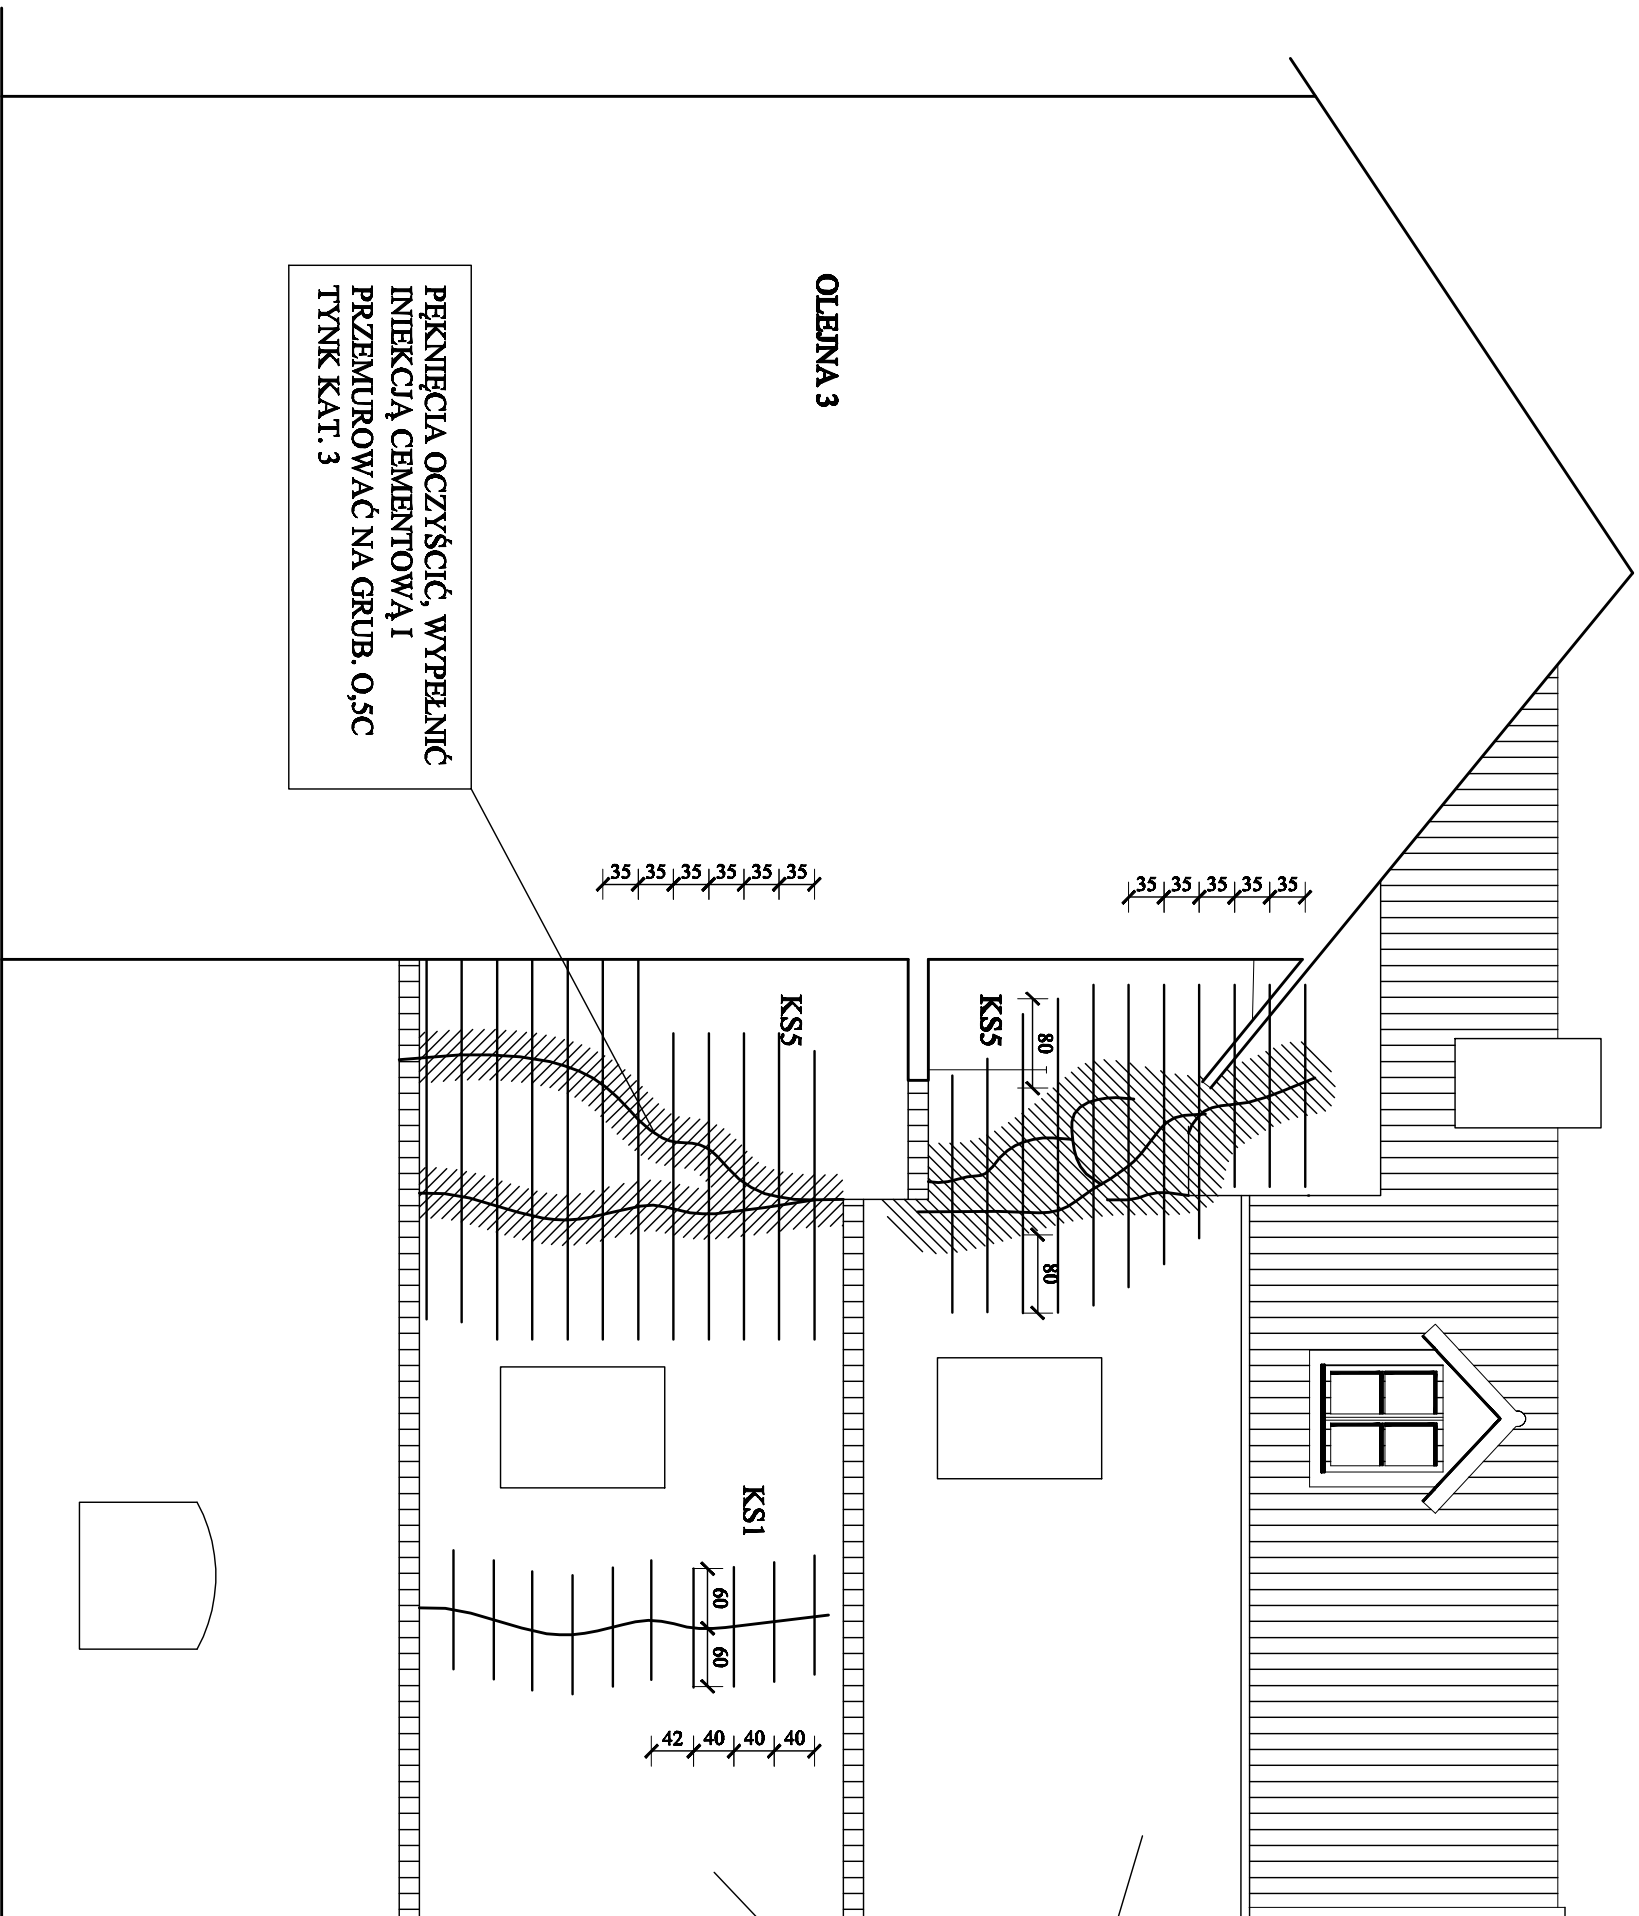 OLEJNA 3
PĘKNIĘCIA OCZYŚCIĆ, WYPEŁNIĆ
INIEKCJĄ CEMENTOWĄ I
PRZEMUROWAĆ NA GRUB. O,5C
TYNK KAT. 3
35 35 35 35 35
35 35 35 35 35 35
80
KS5
80
KS5
KS1
60 60
42 40 40 40